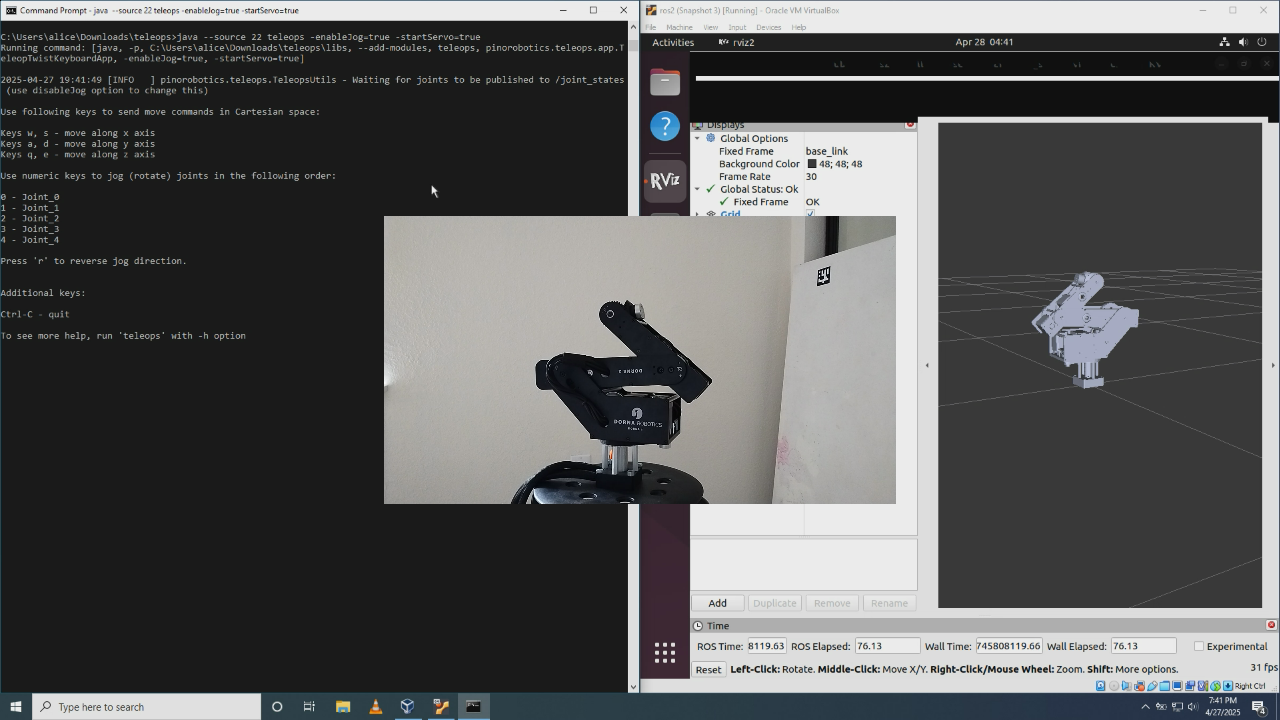 Command Prompt - java --source 22 teleops -enableJog=true -startServo=true
C:\Users\alice\Downloads\teleops>java --source 22 teleops -enableJog=true -startServo=true
Running command: [java, -p, C:\Users\alice\Downloads\teleops\libs, --add-modules, teleops, pinorobotics.teleops.app.T
eleopTwistKeyboardApp, -enableJog=true, -startServo=true]
2025-04-27 19:41:49 [INFO   ] pinorobotics.teleops.TeleopsUtils - Waiting for joints to be published to /joint_states
(use disableJog option to change this)
Use following keys to send move commands in Cartesian space:
Keys w, s - move along x axis
Keys a, d - move along y axis
Keys q, e - move along z axis
Use numeric keys to jog (rotate) joints in the following order:
0 - Joint_0
1 - Joint_1
2 - Joint_2
3 - Joint_3
4 - Joint_4
Press 'r' to reverse jog direction.
Additional keys:
Ctrl-C - quit
To see more help, run 'teleops' with -h option
ros2 (Snapshot 3) [Running] - Oracle VM VirtualBox
File Machine View Input Devices Help
Activities rviz2 Apr 28 04:41
RViz
Displays
Global Options
Fixed Frame base_link
Background Color 48; 48; 48
Frame Rate 30
Global Status: Ok
Fixed Frame OK
Grid
DORNA 2
DORNA ROBOTICS
Add Duplicate Remove Rename
Time
ROS Time: 8119.63 ROS Elapsed: 76.13 Wall Time: 745808119.66 Wall Elapsed: 76.13 Experimental
Reset Left-Click: Rotate. Middle-Click: Move X/Y. Right-Click/Mouse Wheel: Zoom. Shift: More options. 31 fps
Right Ctrl
Type here to search
7:41 PM
4/27/2025
4